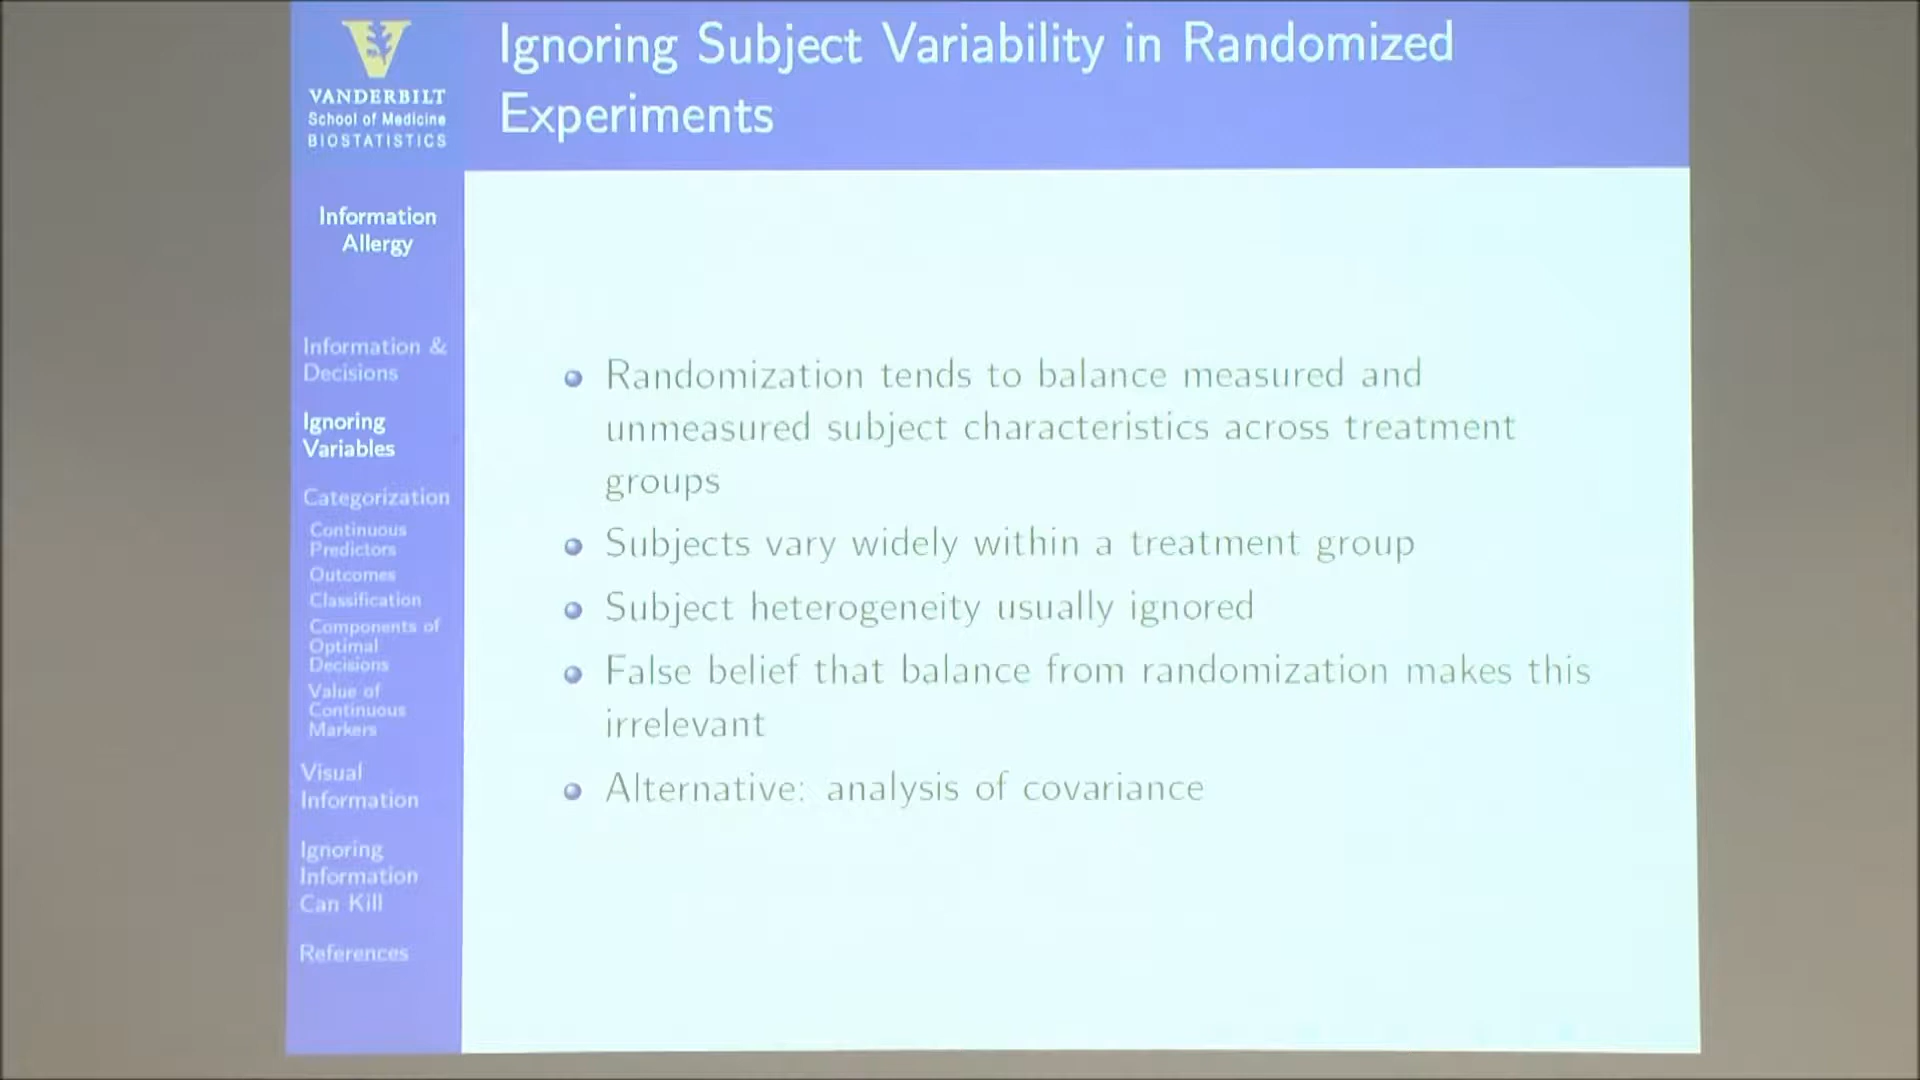 VANDERBILT
School of Medicine
BIOSTATISTICS
Ignoring Subject Variability in Randomized
Experiments
Information
Allergy
Information &
Decisions
Ignoring
Variables
Categorization
Continuous
Predictors
Outcomes
Classification
Components of
Optimal
Decisions
Value of
Continuous
Markers
Visual
Information
Ignoring
Information
Can Kill
References
Randomization tends to balance measured and
unmeasured subject characteristics across treatment
groups
Subjects vary widely within a treatment group
Subject heterogeneity usually ignored
False belief that balance from randomization makes this
irrelevant
Alternative: analysis of covariance